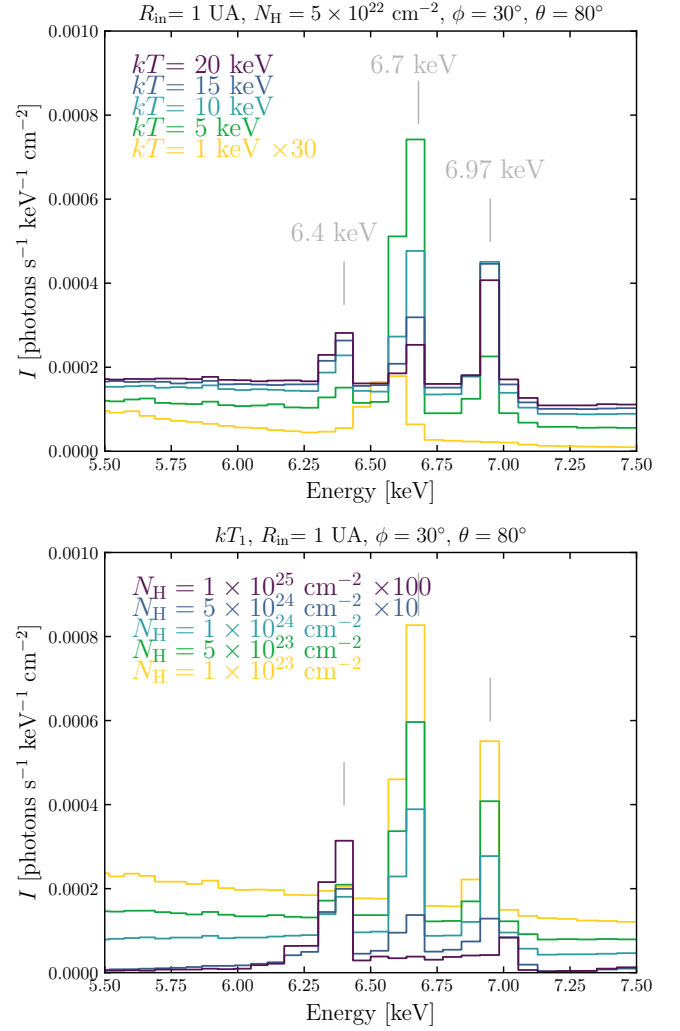 R_in = 1 UA, N_H = 5 × 10^22 cm^−2, ϕ = 30°, θ = 80°
0.0010
0.0008
0.0006
0.0004
0.0002
0.0000
I [photons s^−1 keV^−1 cm^−2]
kT = 20 keV
kT = 15 keV
kT = 10 keV
kT = 5 keV
kT = 1 keV ×30
6.7 keV
6.97 keV
6.4 keV
5.50 5.75 6.00 6.25 6.50 6.75 7.00 7.25 7.50
Energy [keV]
kT_1, R_in = 1 UA, ϕ = 30°, θ = 80°
0.0010
0.0008
0.0006
0.0004
0.0002
0.0000
I [photons s^−1 keV^−1 cm^−2]
N_H = 1 × 10^25 cm^−2 ×100
N_H = 5 × 10^24 cm^−2 ×10
N_H = 1 × 10^24 cm^−2
N_H = 5 × 10^23 cm^−2
N_H = 1 × 10^23 cm^−2
5.50 5.75 6.00 6.25 6.50 6.75 7.00 7.25 7.50
Energy [keV]